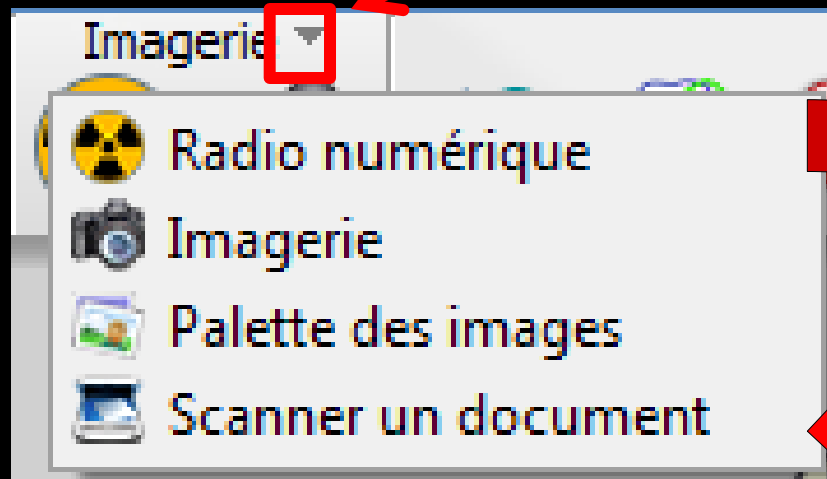 Imagerie
Radio numérique
Imagerie
Palette des images
Scanner un document